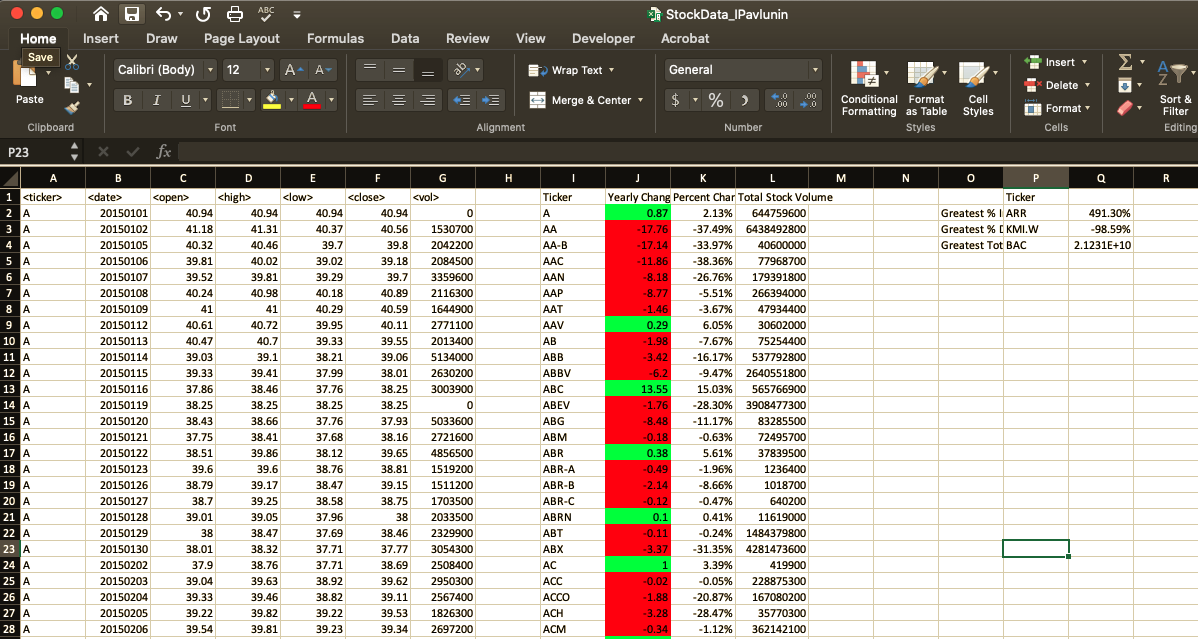 StockData_IPavlunin
Home Insert Draw Page Layout Formulas Data Review View Developer Acrobat
Save
Calibri (Body) 12 A A Wrap Text General Insert
Paste B I U A Merge & Center $ % Conditional Formatting Format as Table Cell Styles Delete Format Sort & Filter
Clipboard Font Alignment Number Styles Cells Editing
P23 fx
A B C D E F G H I J K L M N O P Q R
1 <ticker> <date> <open> <high> <low> <close> <vol> Ticker Yearly Chang Percent Char Total Stock Volume Ticker
2 A 20150101 40.94 40.94 40.94 40.94 0 A 0.87 2.13% 644759600 Greatest % I ARR 491.30%
3 A 20150102 41.18 41.31 40.37 40.56 1530700 AA -17.76 -37.49% 6438492800 Greatest % D KMI.W -98.59%
4 A 20150105 40.32 40.46 39.7 39.8 2042200 AA-B -17.14 -33.97% 40600000 Greatest Tot BAC 2.1231E+10
5 A 20150106 39.81 40.02 39.02 39.18 2084500 AAC -11.86 -38.36% 77968700
6 A 20150107 39.52 39.81 39.29 39.7 3359600 AAN -8.18 -26.76% 179391800
7 A 20150108 40.24 40.98 40.18 40.89 2116300 AAP -8.77 -5.51% 266394000
8 A 20150109 41 41 40.29 40.59 1644900 AAT -1.46 -3.67% 47934400
9 A 20150112 40.61 40.72 39.95 40.11 2771100 AAV 0.29 6.05% 30602000
10 A 20150113 40.47 40.7 39.33 39.55 2013400 AB -1.98 -7.67% 75254400
11 A 20150114 39.03 39.1 38.21 39.06 5134000 ABB -3.42 -16.17% 537792800
12 A 20150115 39.33 39.41 37.99 38.01 2630200 ABBV -6.2 -9.47% 2640551800
13 A 20150116 37.86 38.46 37.76 38.25 3003900 ABC 13.55 15.03% 565766900
14 A 20150119 38.25 38.25 38.25 38.25 0 ABEV -1.76 -28.30% 3908477300
15 A 20150120 38.43 38.66 37.76 37.93 5033600 ABG -8.48 -11.17% 83285500
16 A 20150121 37.75 38.41 37.68 38.16 2721600 ABM -0.18 -0.63% 72495700
17 A 20150122 38.51 39.86 38.12 39.65 4856500 ABR 0.38 5.61% 37839500
18 A 20150123 39.6 39.6 38.76 38.81 1519200 ABR-A -0.49 -1.96% 1236400
19 A 20150126 38.79 39.17 38.47 39.15 1511200 ABR-B -2.14 -8.66% 1018700
20 A 20150127 38.7 39.25 38.58 38.75 1703500 ABR-C -0.12 -0.47% 640200
21 A 20150128 39.01 39.05 37.96 38 2033500 ABRN 0.1 0.41% 11619000
22 A 20150129 38 38.47 37.69 38.46 2329900 ABT -0.11 -0.24% 1484379800
23 A 20150130 38.01 38.32 37.71 37.77 3054300 ABX -3.37 -31.35% 4281473600
24 A 20150202 37.9 38.76 37.71 38.69 2508400 AC 1 3.39% 419900
25 A 20150203 39.04 39.63 38.92 39.62 2950300 ACC -0.02 -0.05% 228875300
26 A 20150204 39.33 39.46 38.82 39.11 2567400 ACCO -1.88 -20.87% 167080200
27 A 20150205 39.22 39.82 39.22 39.53 1826300 ACH -3.28 -28.47% 35770300
28 A 20150206 39.54 39.81 39.23 39.34 2697200 ACM -0.34 -1.12% 362142100